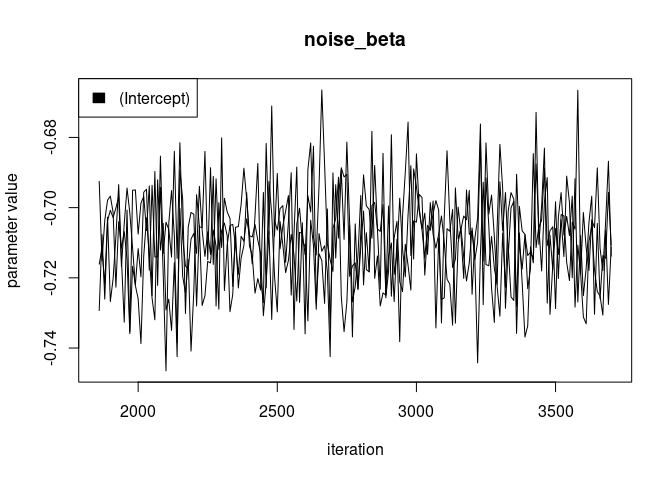 noise_beta
(Intercept)
parameter value
-0.68
-0.70
-0.72
-0.74
2000
2500
3000
3500
iteration